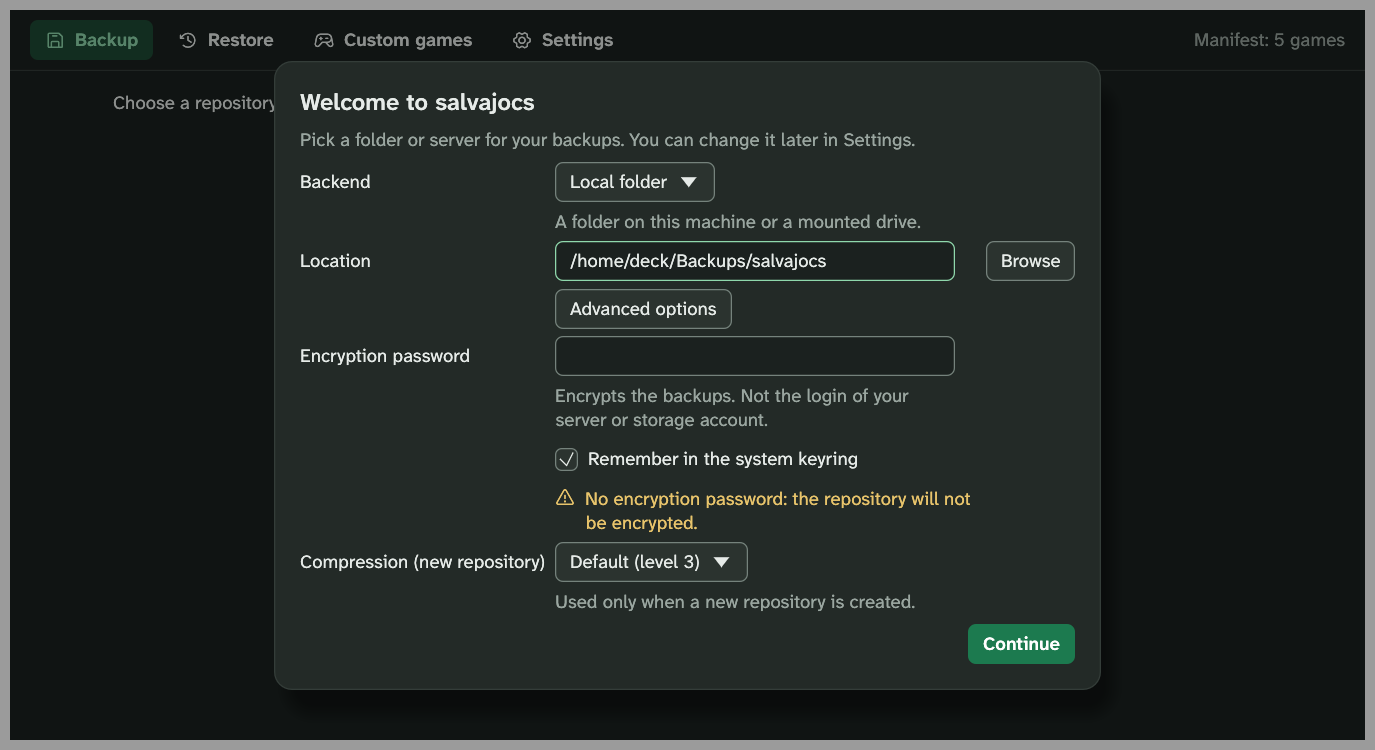 Backup
Restore
Custom games
Settings
Manifest: 5 games
Choose a repository
Welcome to salvajocs
Pick a folder or server for your backups. You can change it later in Settings.
Backend
Local folder
A folder on this machine or a mounted drive.
Location
/home/deck/Backups/salvajocs
Browse
Advanced options
Encryption password
Encrypts the backups. Not the login of your
server or storage account.
Remember in the system keyring
No encryption password: the repository will not
be encrypted.
Compression (new repository)
Default (level 3)
Used only when a new repository is created.
Continue